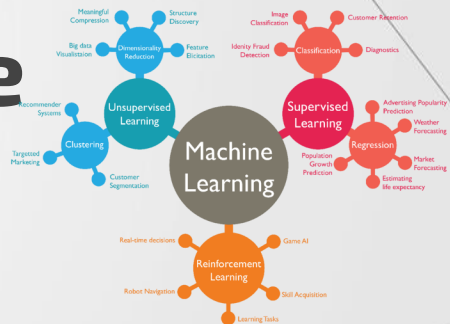 e
Meaningful
Compression
Structure
Discovery
Big data
Visualistaion
Dimensionality
Reduction
Feature
Elicitation
Recommender
Systems
Unsupervised
Learning
Clustering
Targetted
Marketing
Customer
Segmentation
Machine
Learning
Image
Classification
Customer Retention
Idenity Fraud
Detection
Classification
Diagnostics
Supervised
Learning
Advertising Popularity
Prediction
Weather
Forecasting
Regression
Population
Growth
Prediction
Market
Forecasting
Estimating
life expectancy
Real-time decisions
Game AI
Reinforcement
Learning
Robot Navigation
Skill Acquisition
Learning Tasks